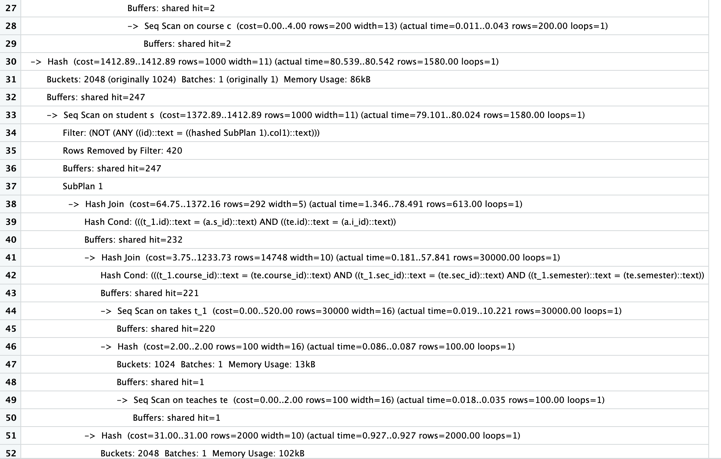 27 Buffers: shared hit=2
28 -> Seq Scan on course c (cost=0.00..4.00 rows=200 width=13) (actual time=0.011..0.043 rows=200.00 loops=1)
29 Buffers: shared hit=2
30 -> Hash (cost=1412.89..1412.89 rows=1000 width=11) (actual time=80.539..80.542 rows=1580.00 loops=1)
31 Buckets: 2048 (originally 1024) Batches: 1 (originally 1) Memory Usage: 86kB
32 Buffers: shared hit=247
33 -> Seq Scan on student s (cost=1372.89..1412.89 rows=1000 width=11) (actual time=79.101..80.024 rows=1580.00 loops=1)
34 Filter: (NOT (ANY ((id)::text = ((hashed SubPlan 1).col1)::text)))
35 Rows Removed by Filter: 420
36 Buffers: shared hit=247
37 SubPlan 1
38 -> Hash Join (cost=64.75..1372.16 rows=292 width=5) (actual time=1.346..78.491 rows=613.00 loops=1)
39 Hash Cond: (((t_1.id)::text = (a.s_id)::text) AND ((te.id)::text = (a.i_id)::text))
40 Buffers: shared hit=232
41 -> Hash Join (cost=3.75..1233.73 rows=14748 width=10) (actual time=0.181..57.841 rows=30000.00 loops=1)
42 Hash Cond: (((t_1.course_id)::text = (te.course_id)::text) AND ((t_1.sec_id)::text = (te.sec_id)::text) AND ((t_1.semester)::text = (te.semester)::text))
43 Buffers: shared hit=221
44 -> Seq Scan on takes t_1 (cost=0.00..520.00 rows=30000 width=16) (actual time=0.019..10.221 rows=30000.00 loops=1)
45 Buffers: shared hit=220
46 -> Hash (cost=2.00..2.00 rows=100 width=16) (actual time=0.086..0.087 rows=100.00 loops=1)
47 Buckets: 1024 Batches: 1 Memory Usage: 13kB
48 Buffers: shared hit=1
49 -> Seq Scan on teaches te (cost=0.00..2.00 rows=100 width=16) (actual time=0.018..0.035 rows=100.00 loops=1)
50 Buffers: shared hit=1
51 -> Hash (cost=31.00..31.00 rows=2000 width=10) (actual time=0.927..0.927 rows=2000.00 loops=1)
52 Buckets: 2048 Batches: 1 Memory Usage: 102kB